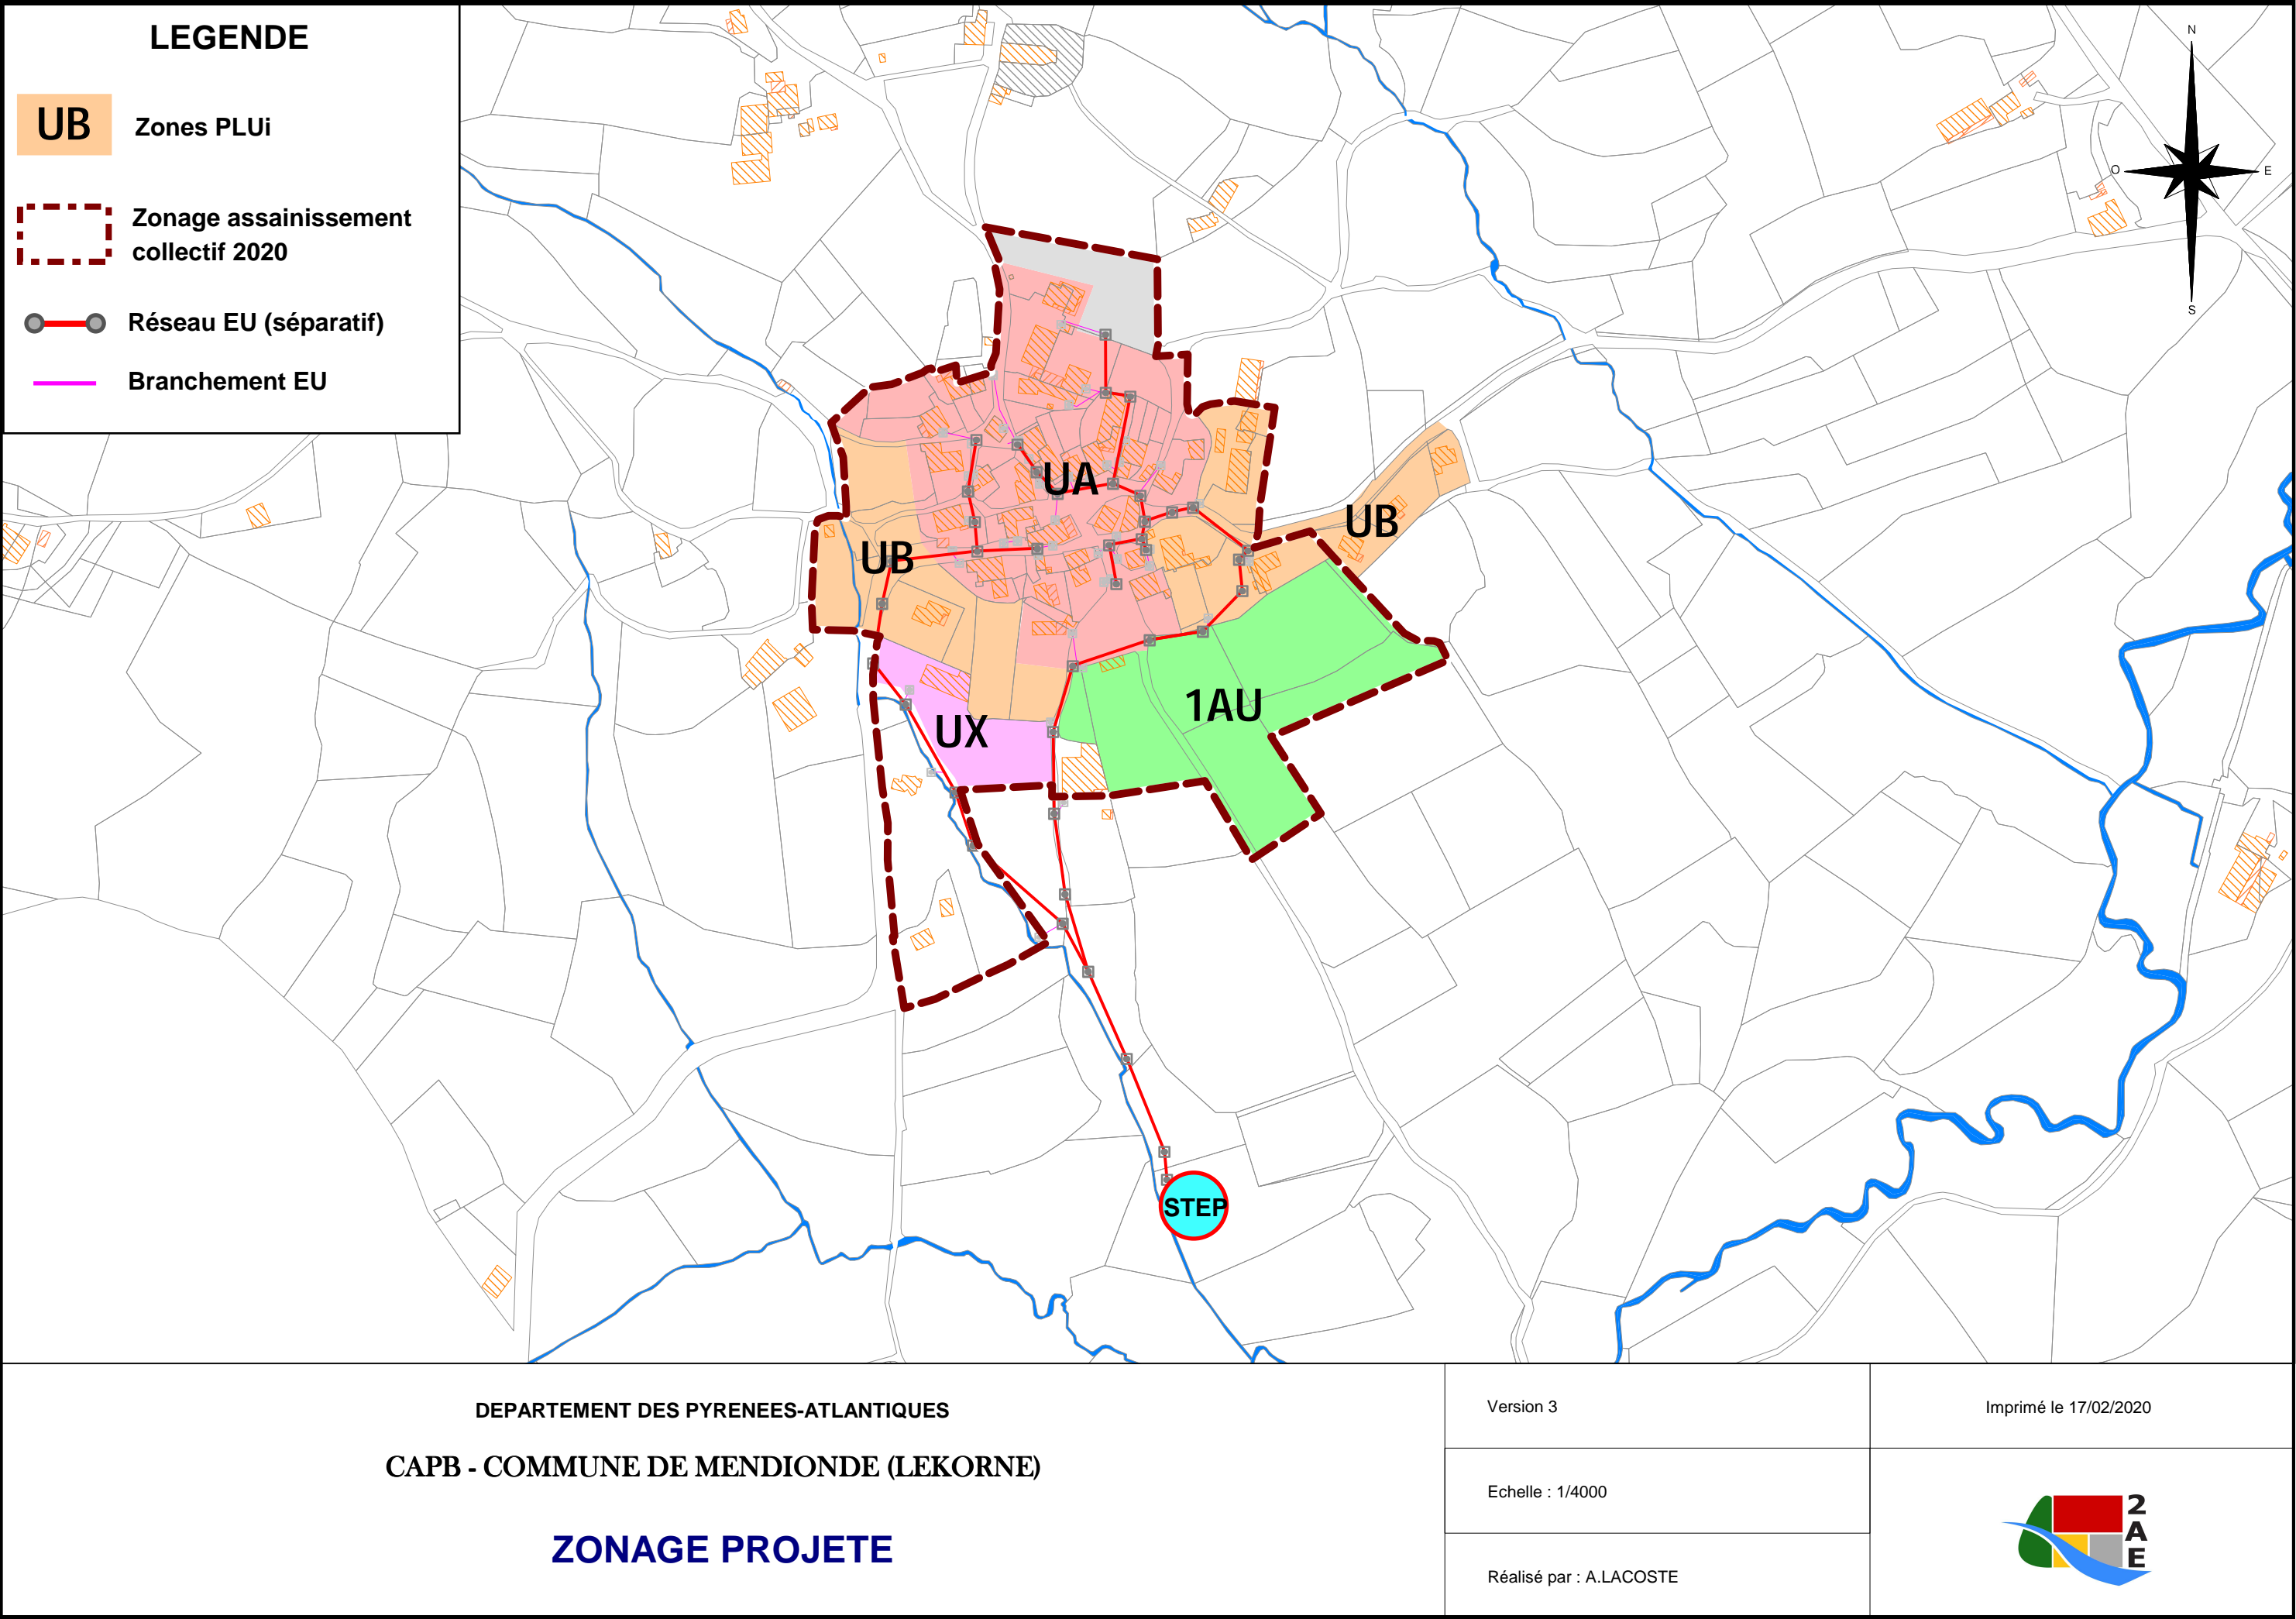 LEGENDE
UB
Zones PLUi
Zonage assainissement
collectif 2020
Réseau EU (séparatif)
Branchement EU
N
O
E
S
UA
UB
UB
1AU
UX
STEP
DEPARTEMENT DES PYRENEES-ATLANTIQUES
CAPB - COMMUNE DE MENDIONDE (LEKORNE)
ZONAGE PROJETE
Version 3
Imprimé le 17/02/2020
Echelle : 1/4000
Réalisé par : A.LACOSTE
2
A
E